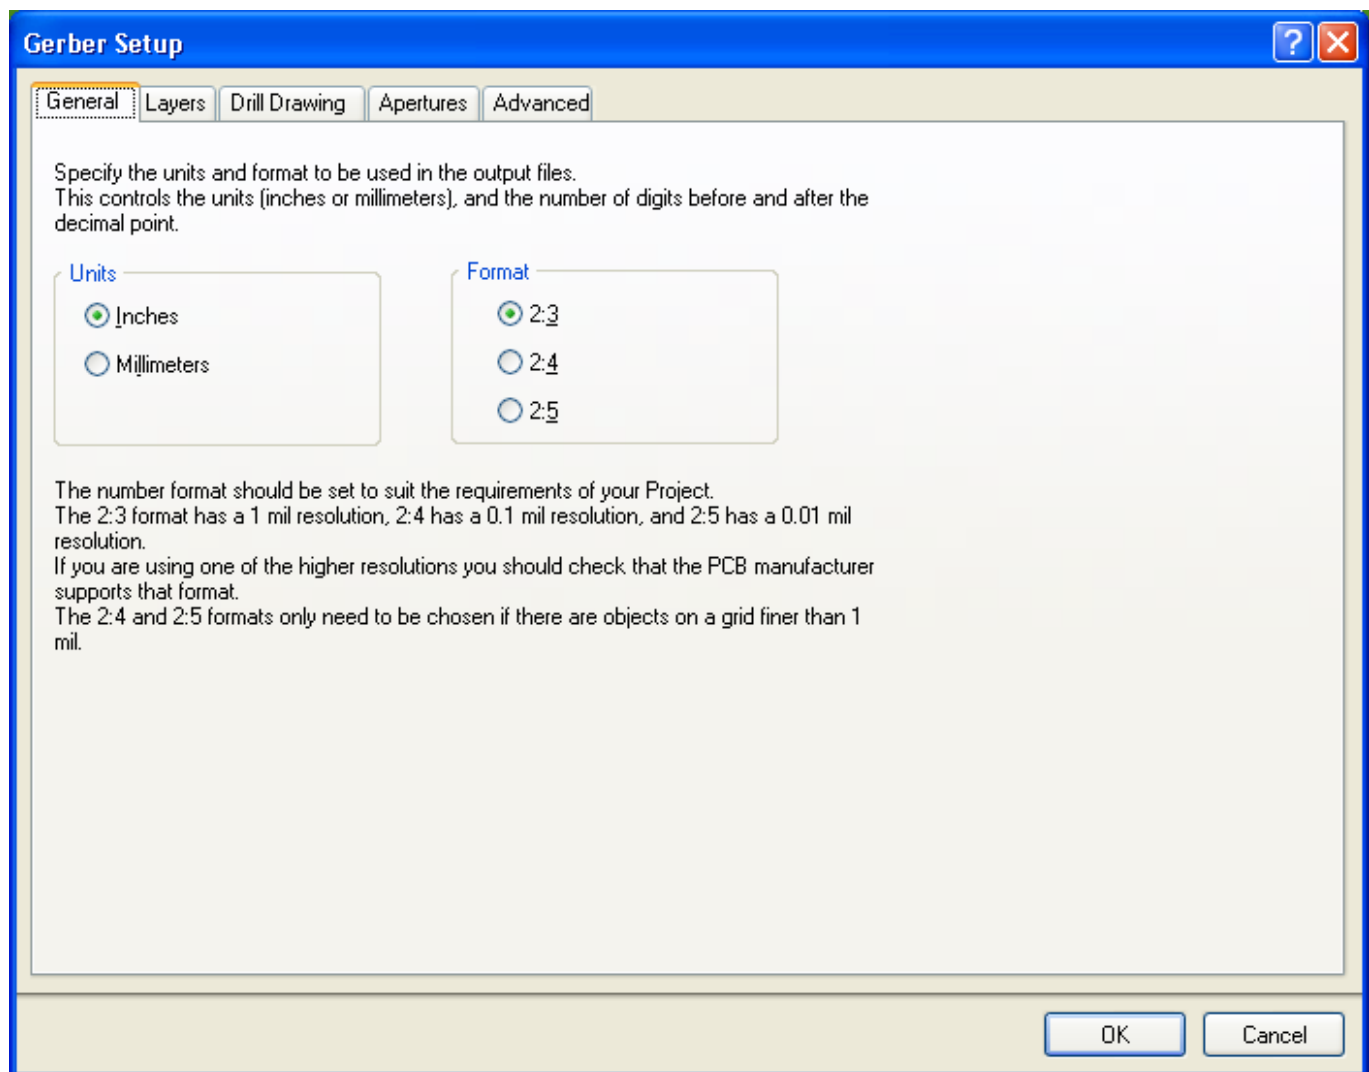 Gerber Setup
General Layers Drill Drawing Apertures Advanced
Specify the units and format to be used in the output files.
This controls the units (inches or millimeters), and the number of digits before and after the
decimal point.
Units
Inches
Millimeters
Format
2:3
2:4
2:5
The number format should be set to suit the requirements of your Project.
The 2:3 format has a 1 mil resolution, 2:4 has a 0.1 mil resolution, and 2:5 has a 0.01 mil
resolution.
If you are using one of the higher resolutions you should check that the PCB manufacturer
supports that format.
The 2:4 and 2:5 formats only need to be chosen if there are objects on a grid finer than 1
mil.
OK Cancel